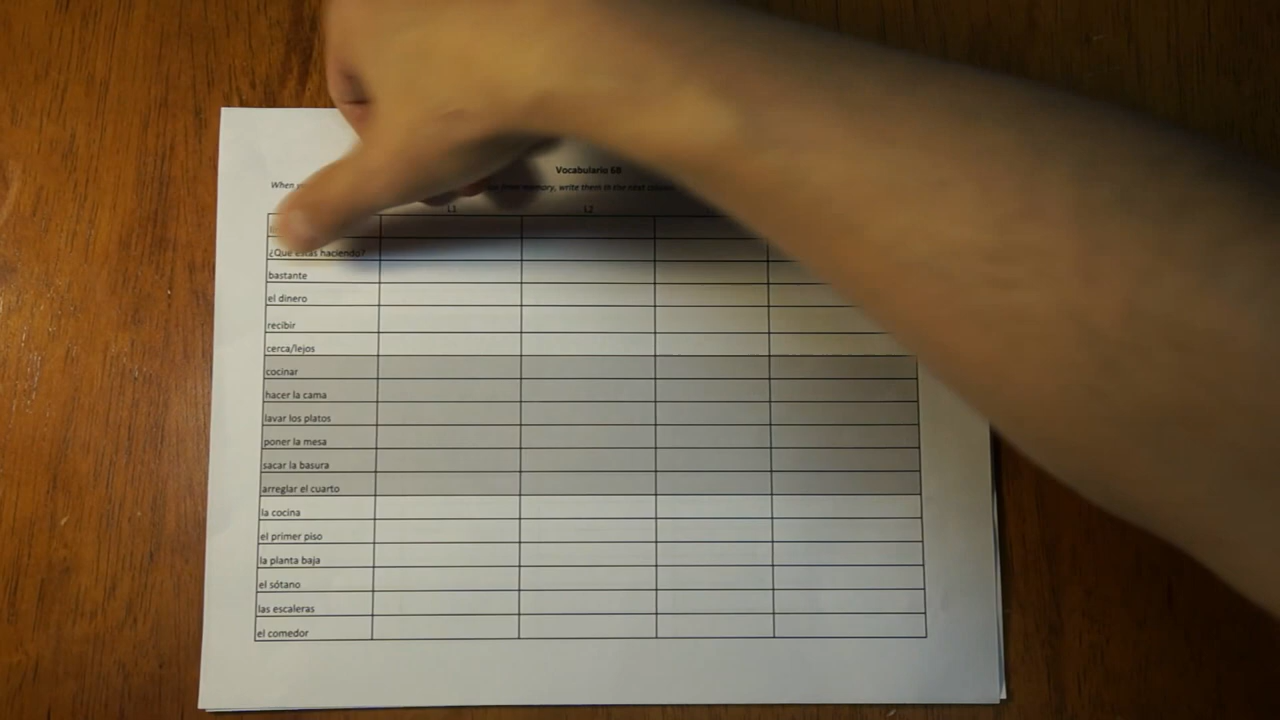 Vocabulario 6B
When memory, write them in the next
L1 L2
¿Qué estás haciendo?
bastante
el dinero
recibir
cerca/lejos
cocinar
hacer la cama
lavar los platos
poner la mesa
sacar la basura
arreglar el cuarto
la cocina
el primer piso
la planta baja
el sótano
las escaleras
el comedor